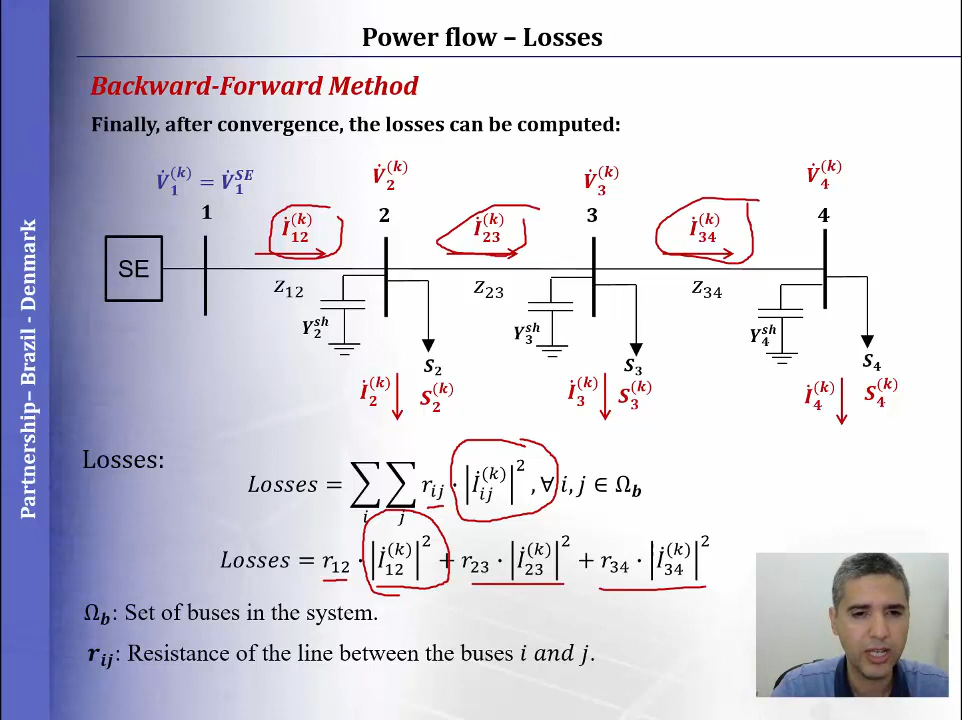 Power flow – Losses
Backward-Forward Method
Finally, after convergence, the losses can be computed:
V̇₁⁽ᵏ⁾ = V̇₁ˢᴱ
V̇₂⁽ᵏ⁾
V̇₃⁽ᵏ⁾
V̇₄⁽ᵏ⁾
1
İ₁₂⁽ᵏ⁾
2
İ₂₃⁽ᵏ⁾
3
İ₃₄⁽ᵏ⁾
4
SE
Z₁₂
Z₂₃
Z₃₄
Y₂ˢʰ
Y₃ˢʰ
Y₄ˢʰ
S₂
S₃
S₄
İ₂⁽ᵏ⁾
S₂⁽ᵏ⁾
İ₃⁽ᵏ⁾
S₃⁽ᵏ⁾
İ₄⁽ᵏ⁾
S₄⁽ᵏ⁾
Losses:
Losses = ∑ᵢ ∑ⱼ rᵢⱼ · |İᵢⱼ⁽ᵏ⁾|², ∀ i, j ∈ Ω_b
Losses = r₁₂ · |İ₁₂⁽ᵏ⁾|² + r₂₃ · |İ₂₃⁽ᵏ⁾|² + r₃₄ · |İ₃₄⁽ᵏ⁾|²
Ω_b: Set of buses in the system.
rᵢⱼ: Resistance of the line between the buses i and j.
Partnership– Brazil - Denmark